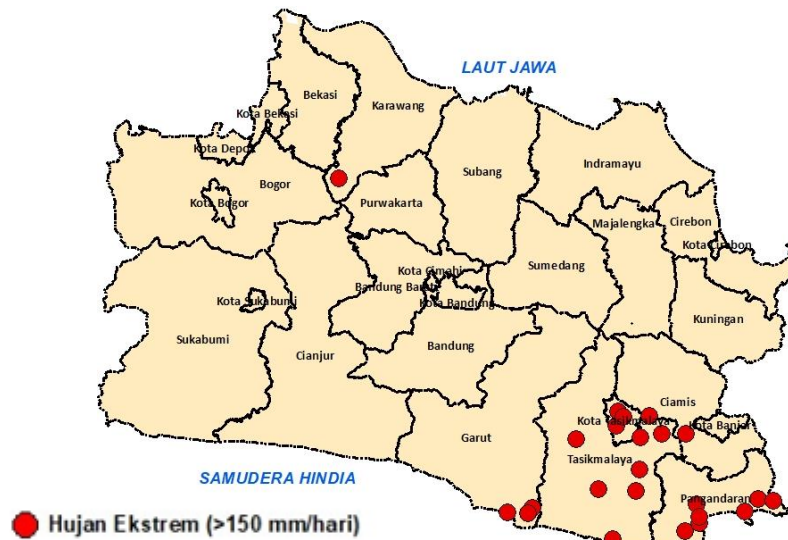 LAUT JAWA
Bekasi
Karawang
Kota Bekasi
Kota Depok
Subang
Indramayu
Bogor
Kota Bogor
Purwakarta
Majalengka
Cirebon
Kota Cirebon
Kota Cimahi
Bandung Barat
Sumedang
Kota Sukabumi
Kota Bandung
Kuningan
Sukabumi
Cianjur
Bandung
Ciamis
Garut
Kota Tasikmalaya
Kota Banjar
Tasikmalaya
SAMUDERA HINDIA
Pangandaran
Hujan Ekstrem (>150 mm/hari)